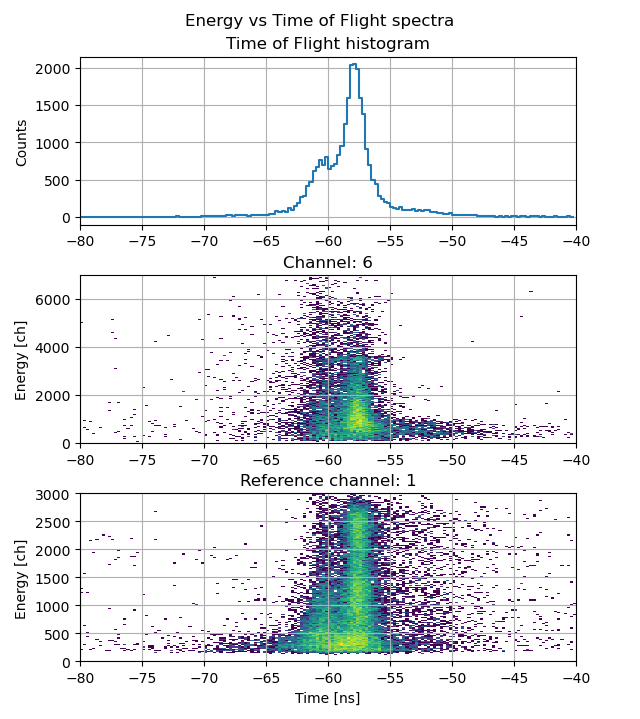 Energy vs Time of Flight spectra
Time of Flight histogram
2000
1500
1000
500
0
Counts
−80 −75 −70 −65 −60 −55 −50 −45 −40
Channel: 6
6000
4000
2000
0
Energy [ch]
−80 −75 −70 −65 −60 −55 −50 −45 −40
Reference channel: 1
3000
2500
2000
1500
1000
500
0
Energy [ch]
−80 −75 −70 −65 −60 −55 −50 −45 −40
Time [ns]